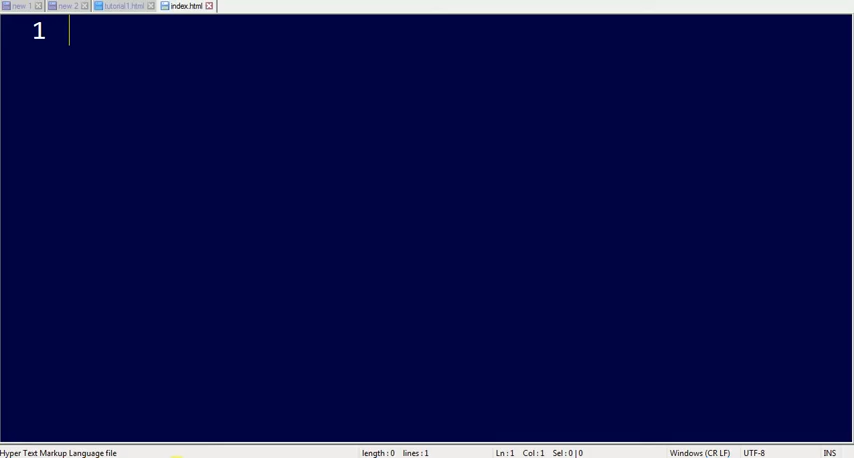 new 1 new 2 tutorial1.html index.html
1
Hyper Text Markup Language file length : 0 lines : 1 Ln : 1 Col : 1 Sel : 0 | 0 Windows (CR LF) UTF-8 INS